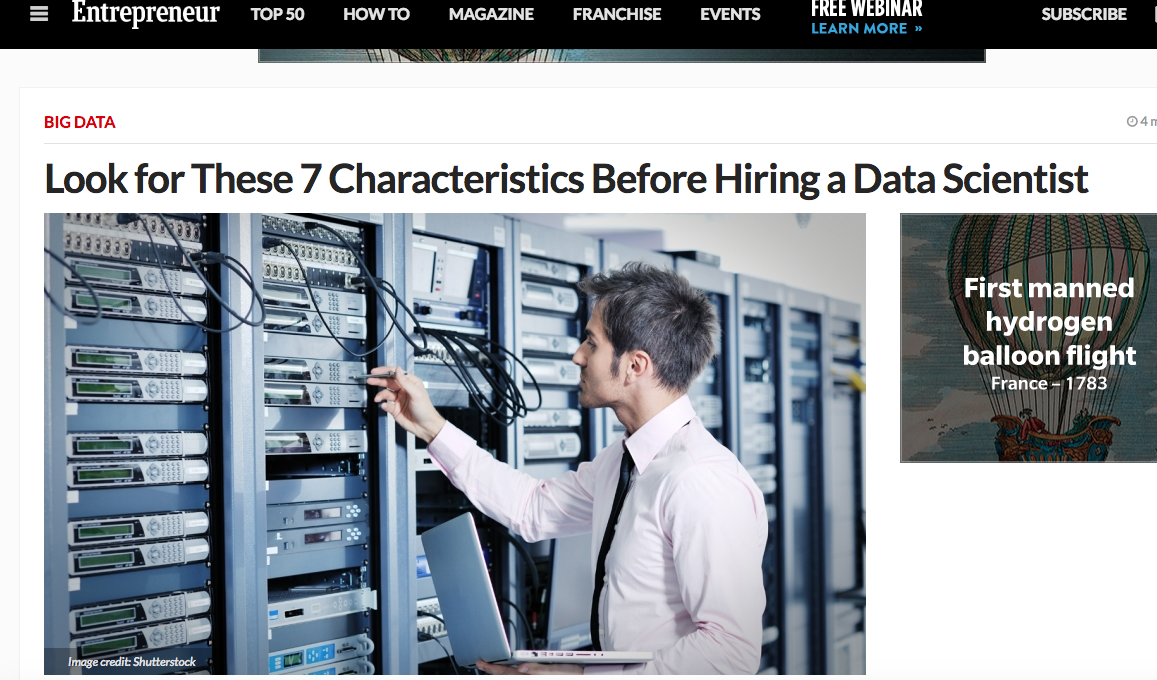 Entrepreneur
TOP 50
HOW TO
MAGAZINE
FRANCHISE
EVENTS
FREE WEBINAR
LEARN MORE »
SUBSCRIBE
BIG DATA
4 m
Look for These 7 Characteristics Before Hiring a Data Scientist
First manned
hydrogen
balloon flight
France – 1783
Image credit: Shutterstock